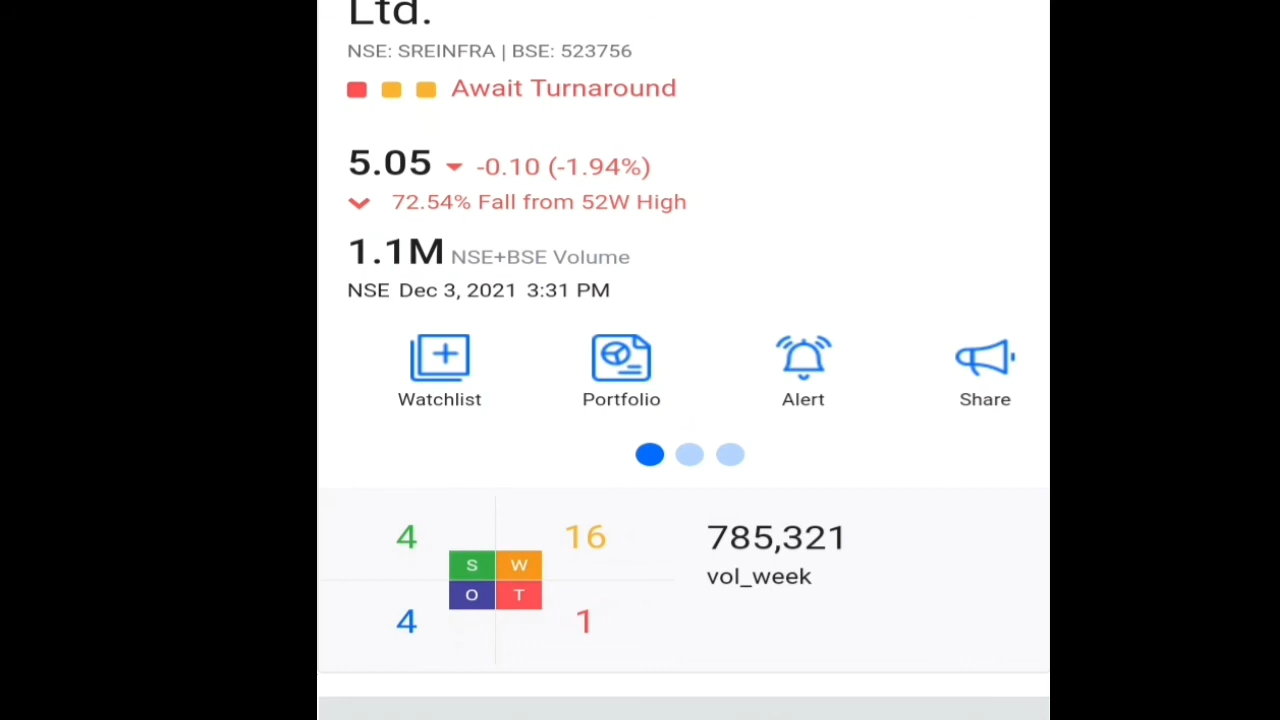 Ltd.
NSE: SREINFRA | BSE: 523756
Await Turnaround
5.05 -0.10 (-1.94%)
72.54% Fall from 52W High
1.1M NSE+BSE Volume
NSE Dec 3, 2021 3:31 PM
Watchlist Portfolio Alert Share
4 16 785,321
S W vol_week
O T
4 1